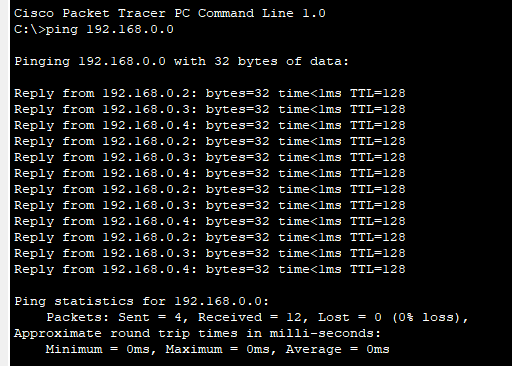 Cisco Packet Tracer PC Command Line 1.0
C:\>ping 192.168.0.0
Pinging 192.168.0.0 with 32 bytes of data:
Reply from 192.168.0.2: bytes=32 time<1ms TTL=128
Reply from 192.168.0.3: bytes=32 time<1ms TTL=128
Reply from 192.168.0.4: bytes=32 time<1ms TTL=128
Reply from 192.168.0.2: bytes=32 time<1ms TTL=128
Reply from 192.168.0.3: bytes=32 time<1ms TTL=128
Reply from 192.168.0.4: bytes=32 time<1ms TTL=128
Reply from 192.168.0.2: bytes=32 time<1ms TTL=128
Reply from 192.168.0.3: bytes=32 time<1ms TTL=128
Reply from 192.168.0.4: bytes=32 time<1ms TTL=128
Reply from 192.168.0.2: bytes=32 time<1ms TTL=128
Reply from 192.168.0.3: bytes=32 time<1ms TTL=128
Reply from 192.168.0.4: bytes=32 time<1ms TTL=128
Ping statistics for 192.168.0.0:
Packets: Sent = 4, Received = 12, Lost = 0 (0% loss),
Approximate round trip times in milli-seconds:
Minimum = 0ms, Maximum = 0ms, Average = 0ms